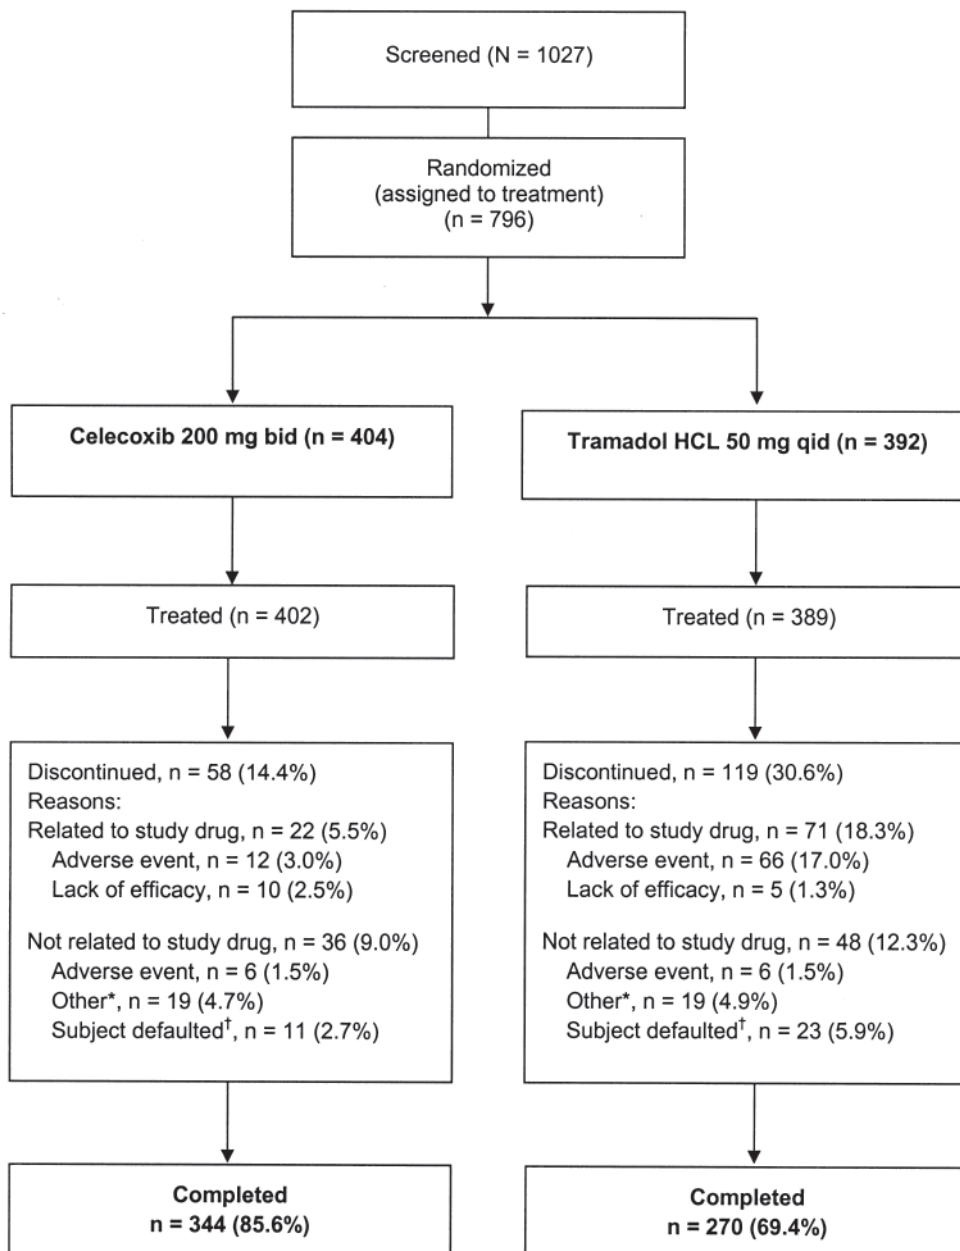 Screened (N = 1027)
Randomized
(assigned to treatment)
(n = 796)
Celecoxib 200 mg bid (n = 404)
Tramadol HCL 50 mg qid (n = 392)
Treated (n = 402)
Treated (n = 389)
Discontinued, n = 58 (14.4%)
Reasons:
Related to study drug, n = 22 (5.5%)
Adverse event, n = 12 (3.0%)
Lack of efficacy, n = 10 (2.5%)
Not related to study drug, n = 36 (9.0%)
Adverse event, n = 6 (1.5%)
Other*, n = 19 (4.7%)
Subject defaulted†, n = 11 (2.7%)
Discontinued, n = 119 (30.6%)
Reasons:
Related to study drug, n = 71 (18.3%)
Adverse event, n = 66 (17.0%)
Lack of efficacy, n = 5 (1.3%)
Not related to study drug, n = 48 (12.3%)
Adverse event, n = 6 (1.5%)
Other*, n = 19 (4.9%)
Subject defaulted†, n = 23 (5.9%)
Completed
n = 344 (85.6%)
Completed
n = 270 (69.4%)